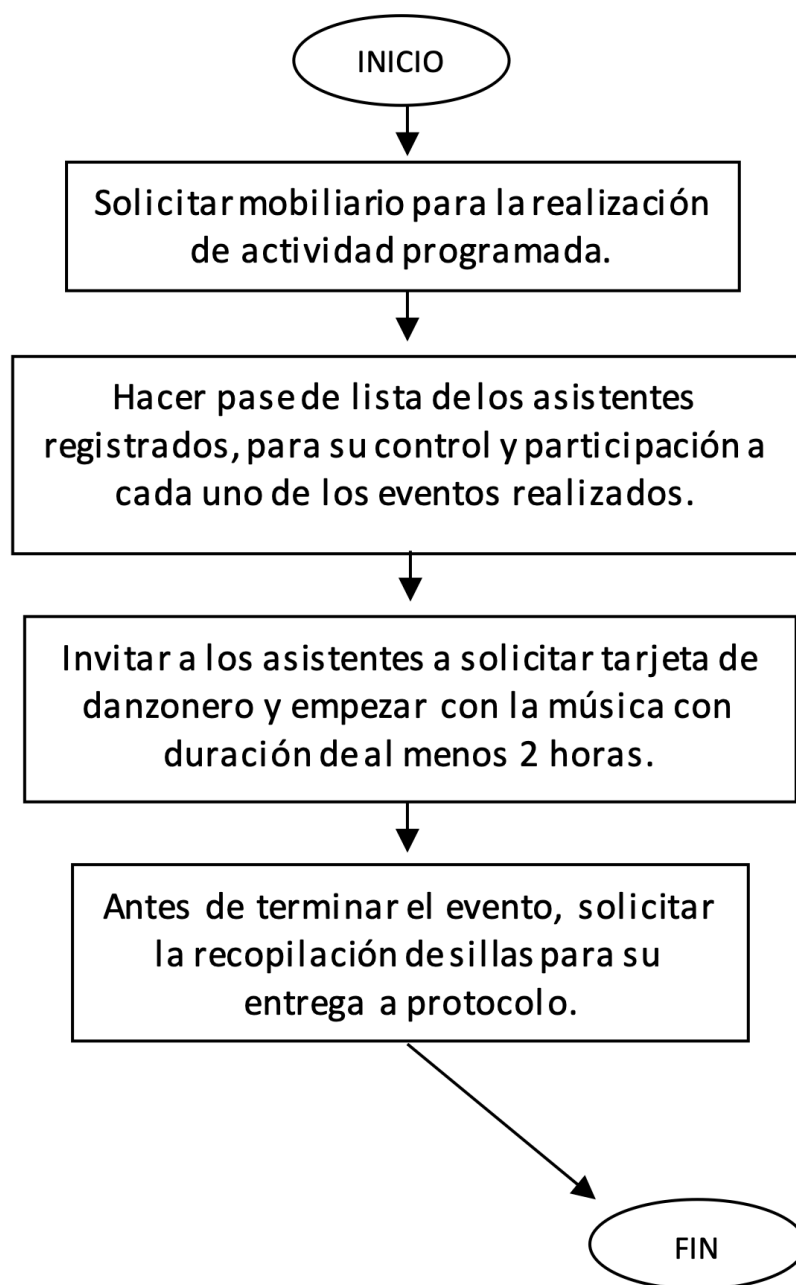 INICIO
Solicitar mobiliario para la realización
de actividad programada.
Hacer pase de lista de los asistentes
registrados, para su control y participación a
cada uno de los eventos realizados.
Invitar a los asistentes a solicitar tarjeta de
danzonero y empezar con la música con
duración de al menos 2 horas.
Antes de terminar el evento, solicitar
la recopilación de sillas para su
entrega a protocolo.
FIN